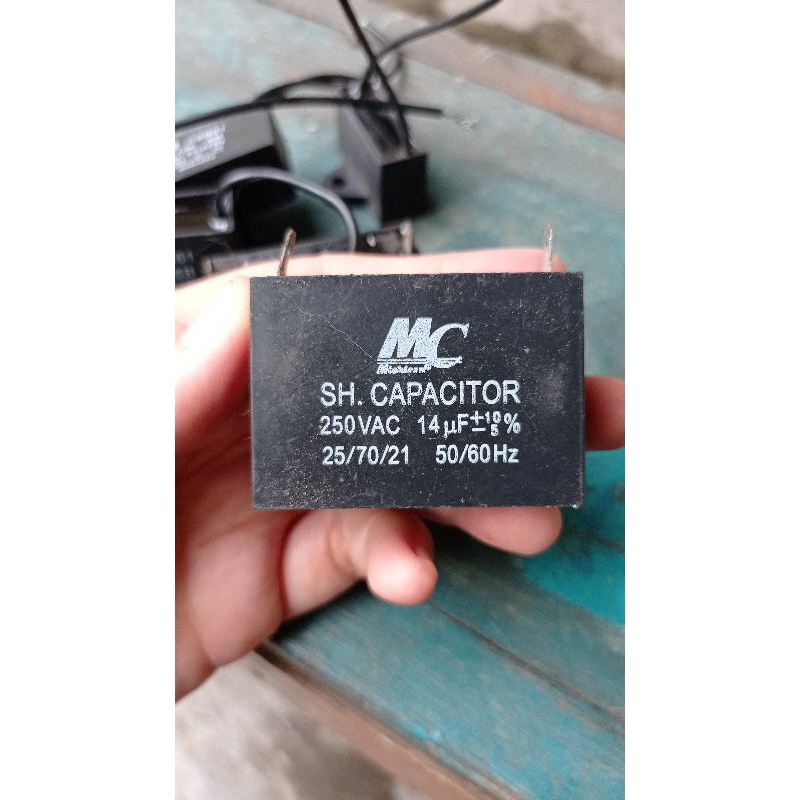 MC
SH. CAPACITOR
250VAC 14μF±10 5%
25/70/21 50/60Hz